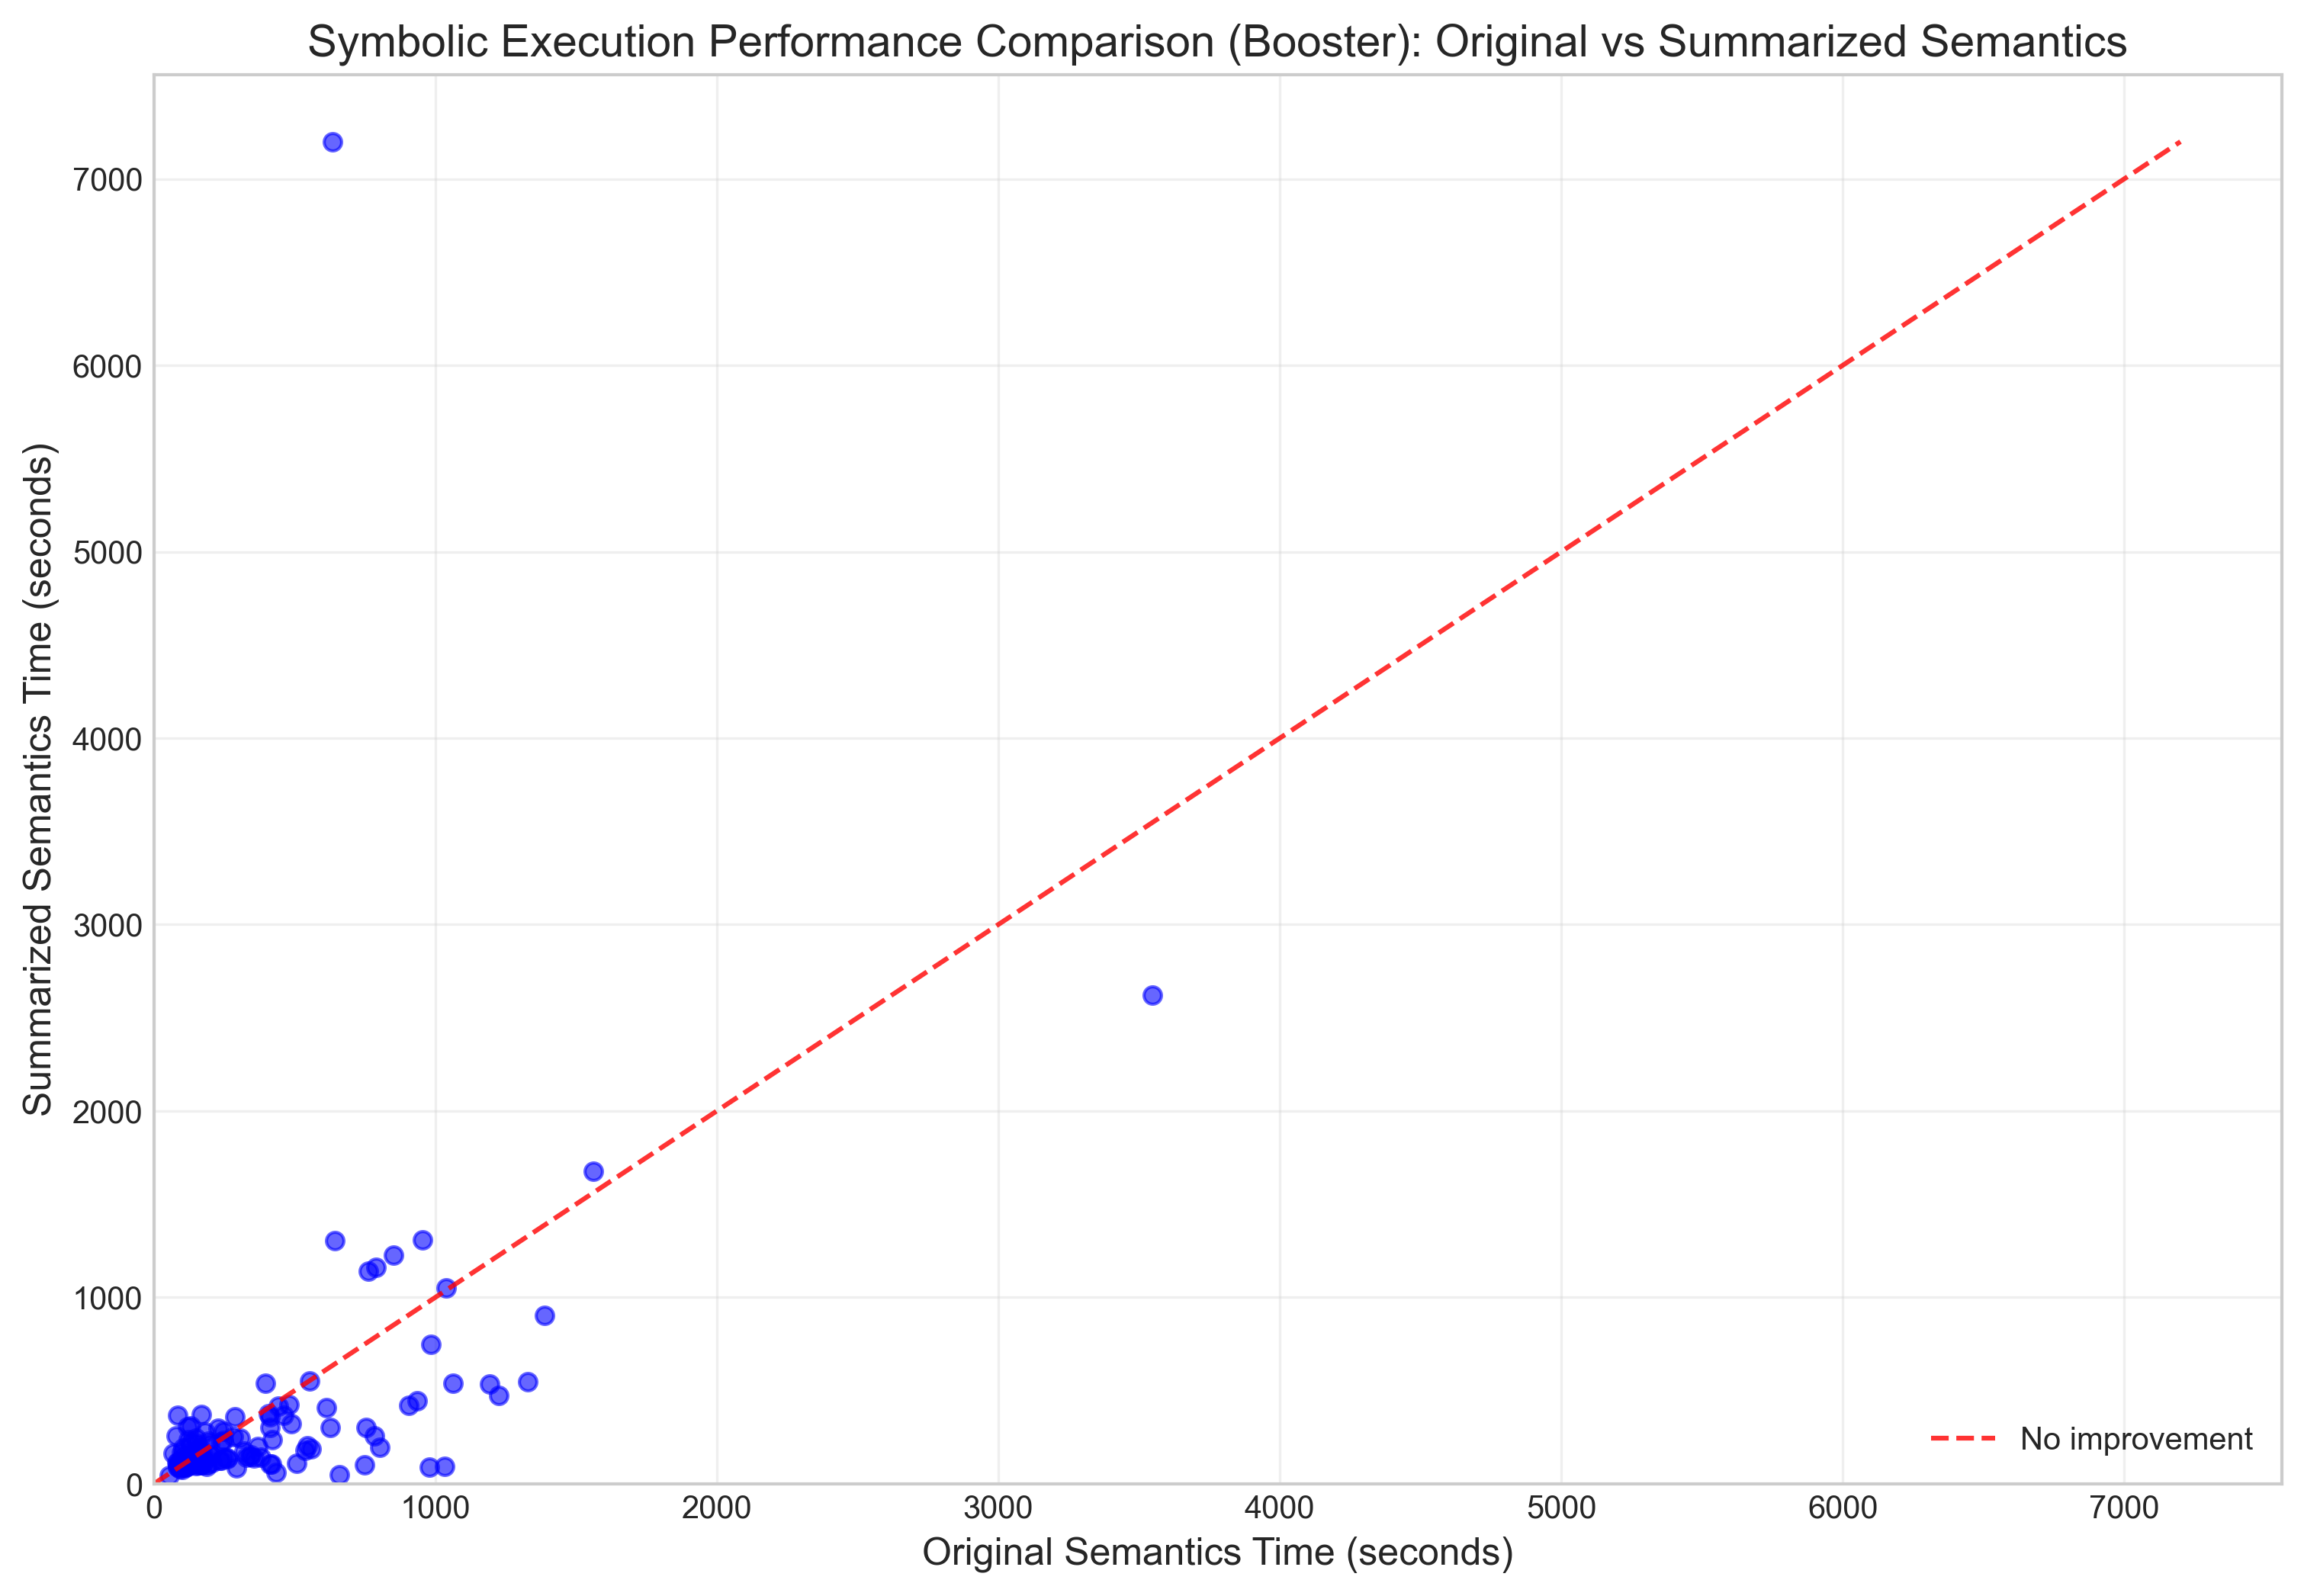 Symbolic Execution Performance Comparison (Booster): Original vs Summarized Semantics
Summarized Semantics Time (seconds)
7000
6000
5000
4000
3000
2000
1000
0
0 1000 2000 3000 4000 5000 6000 7000
Original Semantics Time (seconds)
No improvement